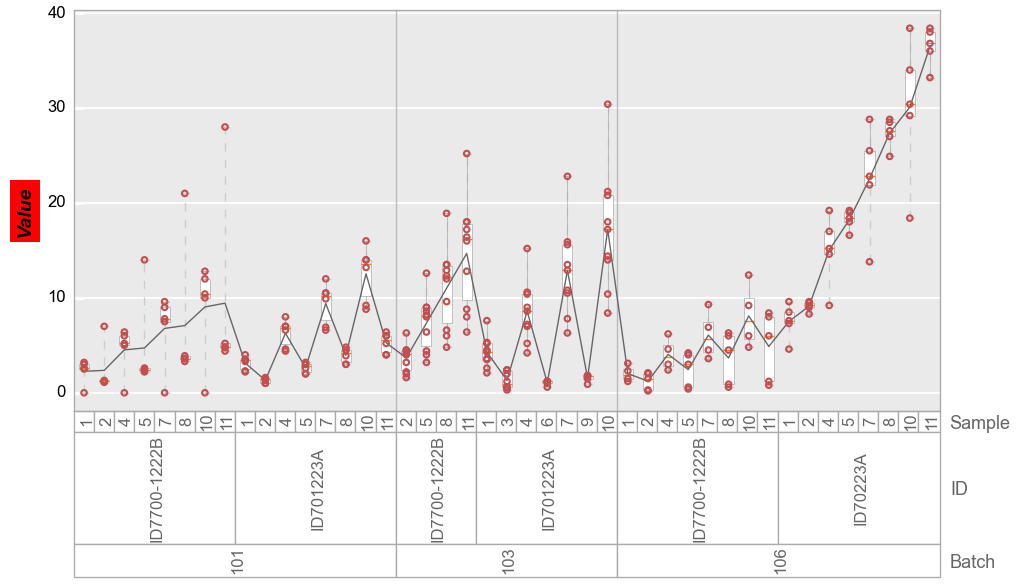 40
30
20
10
0
Value
1 2 4 5 7 8 10 11 1 2 4 5 7 8 10 11 2 5 8 11 1 3 4 6 7 9 10 1 2 4 5 7 8 10 11 1 2 4 5 7 8 10 11 Sample
ID7700-1222B ID701223A ID7700-1222B ID701223A ID7700-1222B ID70223A ID
101 103 106 Batch